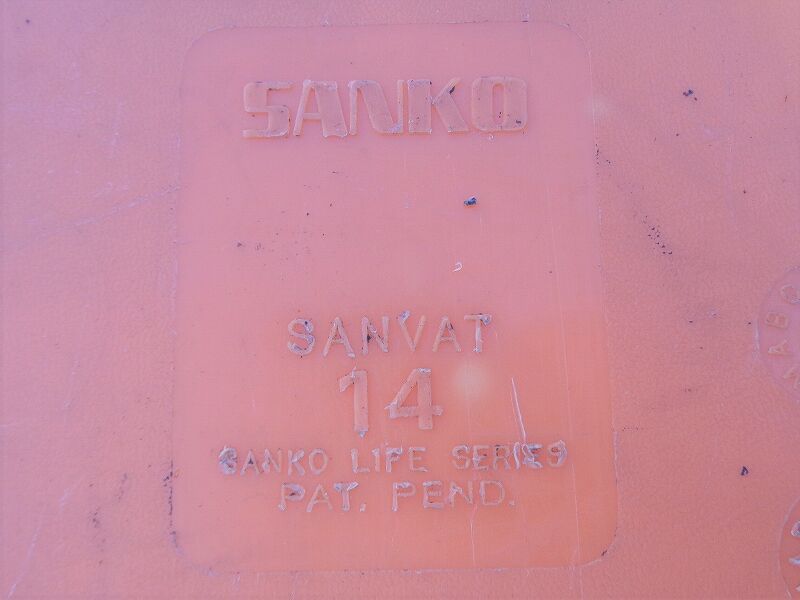 SANKO
SANVAT
14
SANKO LIFE SERIES
PAT. PEND.